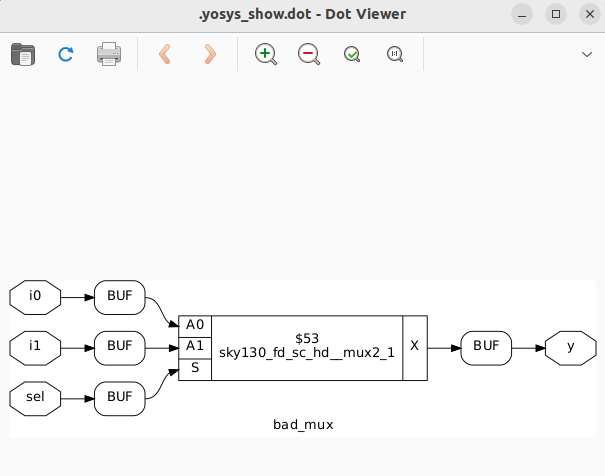 .yosys_show.dot - Dot Viewer
i0
BUF
A0
i1
BUF
A1
sel
BUF
S
$53
sky130_fd_sc_hd__mux2_1
X
BUF
y
bad_mux